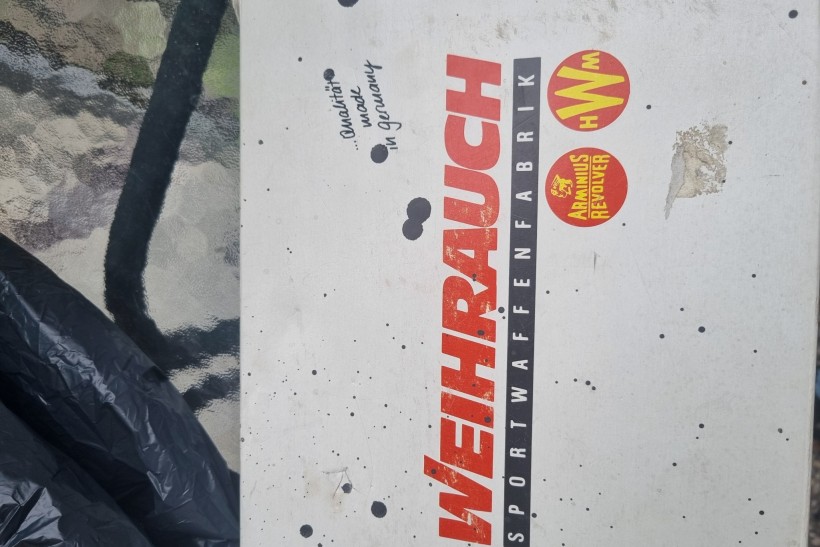 ..."Qualität"
made
in germany
WEIHRAUCH
SPORTWAFFENFABRIK
HWM
ARMINIUS
REVOLVER